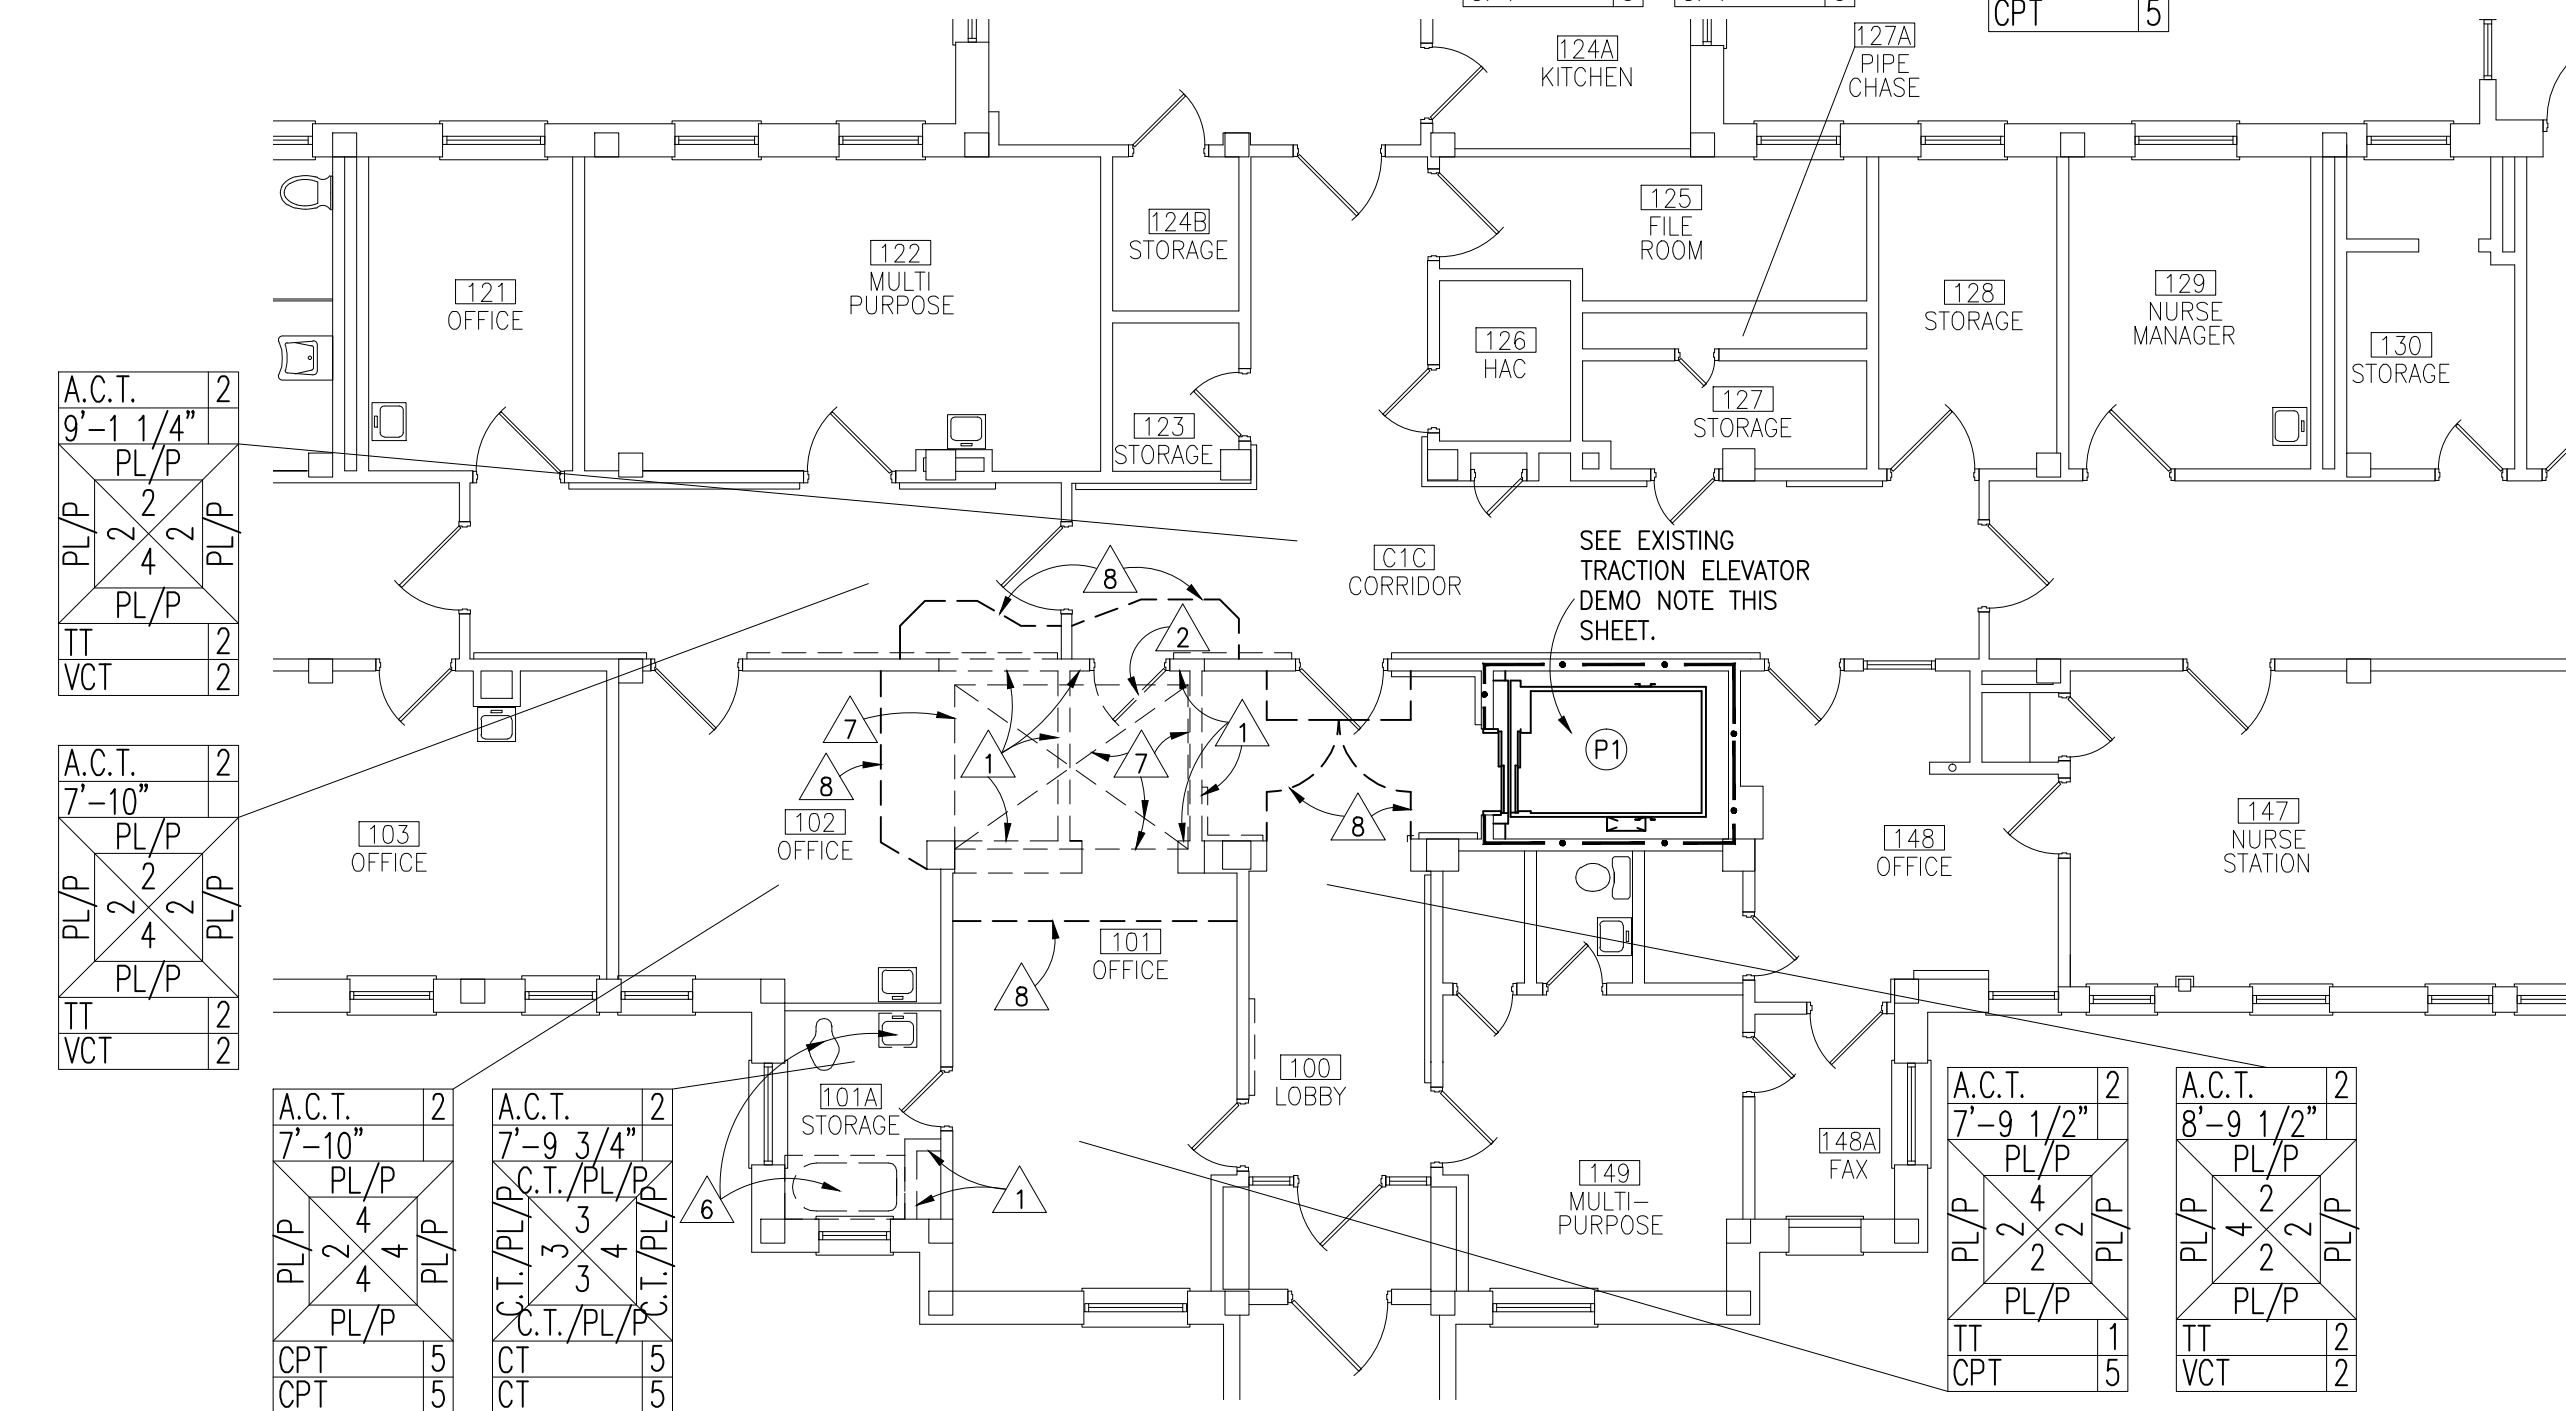 CPT 5
124A
KITCHEN
127A
PIPE
CHASE
125
FILE
ROOM
124B
STORAGE
122
MULTI
PURPOSE
121
OFFICE
128
STORAGE
129
NURSE
MANAGER
126
HAC
130
STORAGE
127
STORAGE
123
STORAGE
A.C.T. 2
9'-1 1/4"
PL/P
2
PL/P 2 2 PL/P
4
PL/P
TT 2
VCT 2
SEE EXISTING
TRACTION ELEVATOR
DEMO NOTE THIS
SHEET.
C1C
CORRIDOR
8
2
7
1
7
1
P1
8
8
A.C.T. 2
7'-10"
PL/P
2
PL/P 2 2 PL/P
4
PL/P
TT 2
VCT 2
103
OFFICE
102
OFFICE
148
OFFICE
147
NURSE
STATION
101
OFFICE
8
100
LOBBY
101A
STORAGE
6
1
149
MULTI-
PURPOSE
148A
FAX
A.C.T. 2
7'-10"
PL/P
4
PL/P 2 4 PL/P
4
PL/P
CPT 5
CPT 5
A.C.T. 2
7'-9 3/4"
C.T./PL/P
3
C.T./PL/P 3 4 C.T./PL/P
3
C.T./PL/P
CT 5
CT 5
A.C.T. 2
7'-9 1/2"
PL/P
4
PL/P 2 2 PL/P
2
PL/P
TT 1
CPT 5
A.C.T. 2
8'-9 1/2"
PL/P
2
PL/P 4 2 PL/P
2
PL/P
TT 2
VCT 2